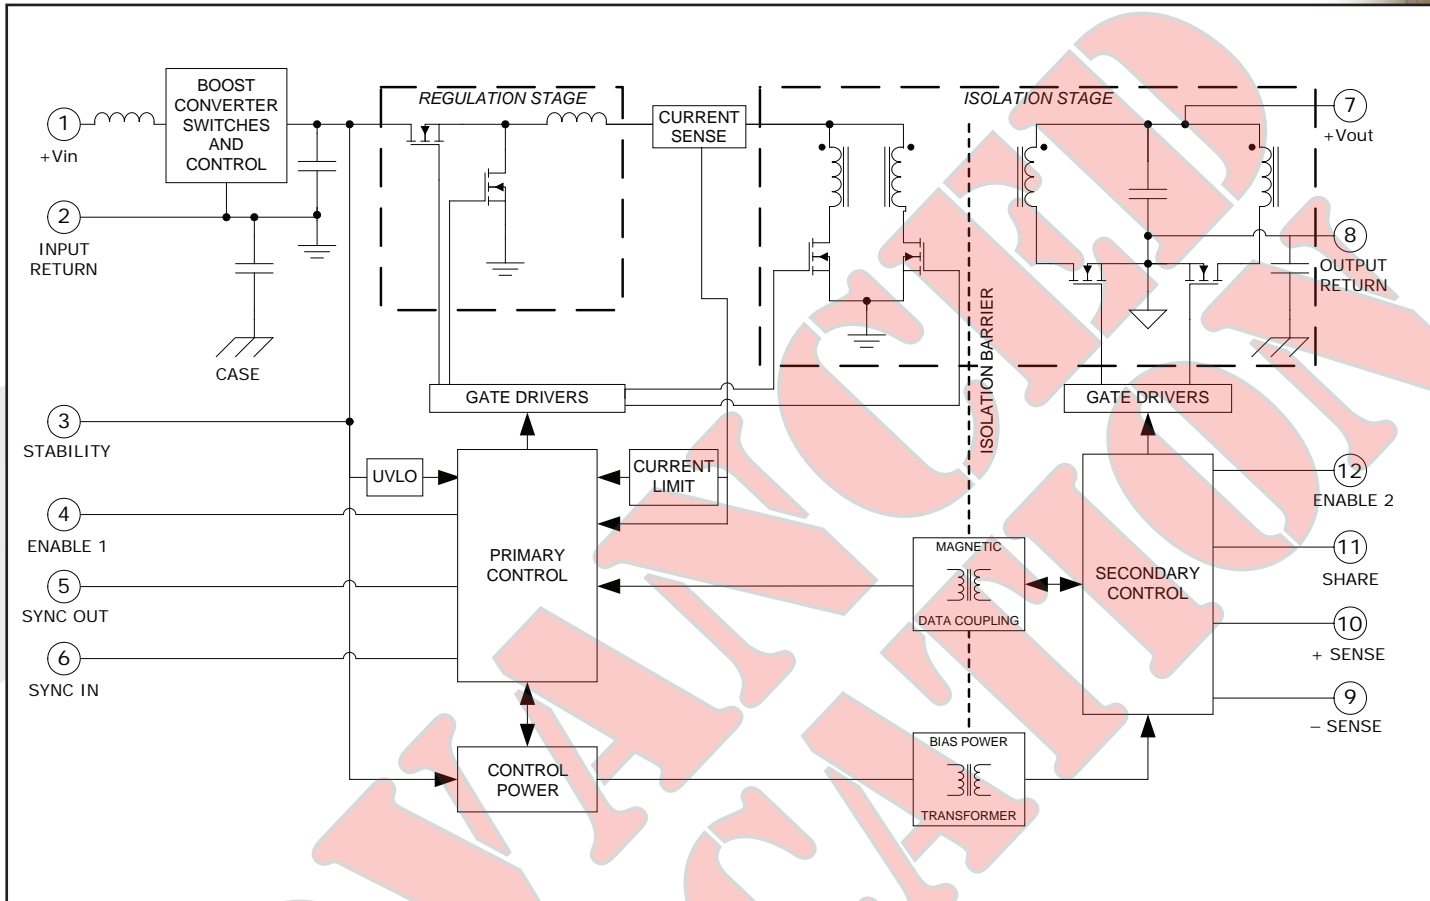 BOOST
CONVERTER
SWITCHES
AND
CONTROL
REGULATION STAGE
CURRENT
SENSE
ISOLATION STAGE
1
+Vin
2
INPUT
RETURN
CASE
7
+Vout
8
OUTPUT
RETURN
ISOLATION BARRIER
GATE DRIVERS
GATE DRIVERS
3
STABILITY
UVLO
CURRENT
LIMIT
4
ENABLE 1
5
SYNC OUT
6
SYNC IN
PRIMARY
CONTROL
MAGNETIC
DATA COUPLING
SECONDARY
CONTROL
12
ENABLE 2
11
SHARE
10
+ SENSE
9
– SENSE
CONTROL
POWER
BIAS POWER
TRANSFORMER